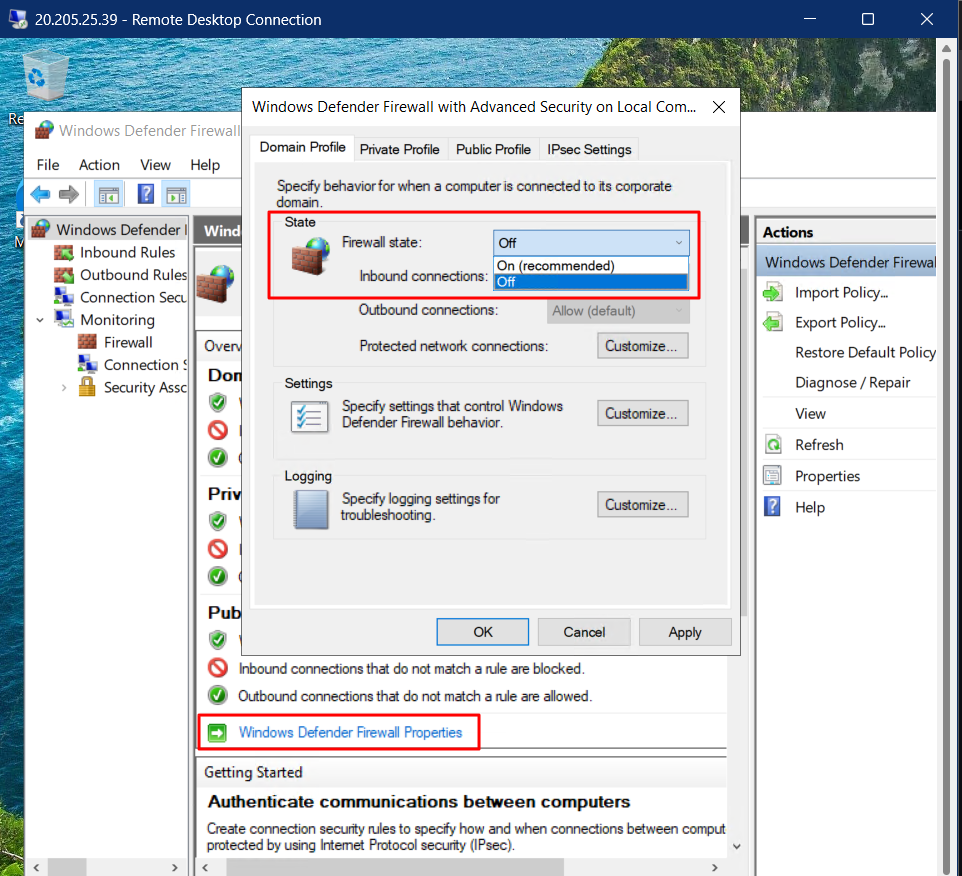 20.205.25.39 - Remote Desktop Connection
Re
Windows Defender Firewall
File Action View Help
Windows Defender
Inbound Rules
Outbound Rules
Connection Secu
Monitoring
Firewall
Connection S
Security Assc
M
Wind
Overv
Dom
Priv
Pub
Inbound connections that do not match a rule are blocked.
Outbound connections that do not match a rule are allowed.
Windows Defender Firewall Properties
Getting Started
Authenticate communications between computers
Create connection security rules to specify how and when connections between comput
protected by using Internet Protocol security (IPsec).
Windows Defender Firewall with Advanced Security on Local Com...
Domain Profile Private Profile Public Profile IPsec Settings
Specify behavior for when a computer is connected to its corporate
domain.
State
Firewall state: Off
On (recommended)
Inbound connections: Off
Outbound connections: Allow (default)
Protected network connections: Customize...
Settings
Specify settings that control Windows
Defender Firewall behavior.
Customize...
Logging
Specify logging settings for
troubleshooting.
Customize...
OK Cancel Apply
Actions
Windows Defender Firewal
Import Policy...
Export Policy...
Restore Default Policy
Diagnose / Repair
View
Refresh
Properties
Help